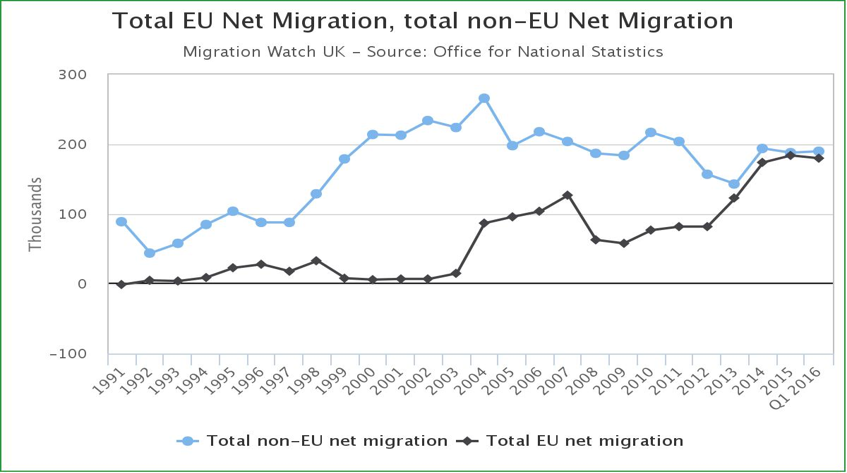 Total EU Net Migration, total non-EU Net Migration
Migration Watch UK - Source: Office for National Statistics
300
200
100
0
-100
Thousands
1991 1992 1993 1994 1995 1996 1997 1998 1999 2000 2001 2002 2003 2004 2005 2006 2007 2008 2009 2010 2011 2012 2013 2014 2015 Q1 2016
Total non-EU net migration Total EU net migration